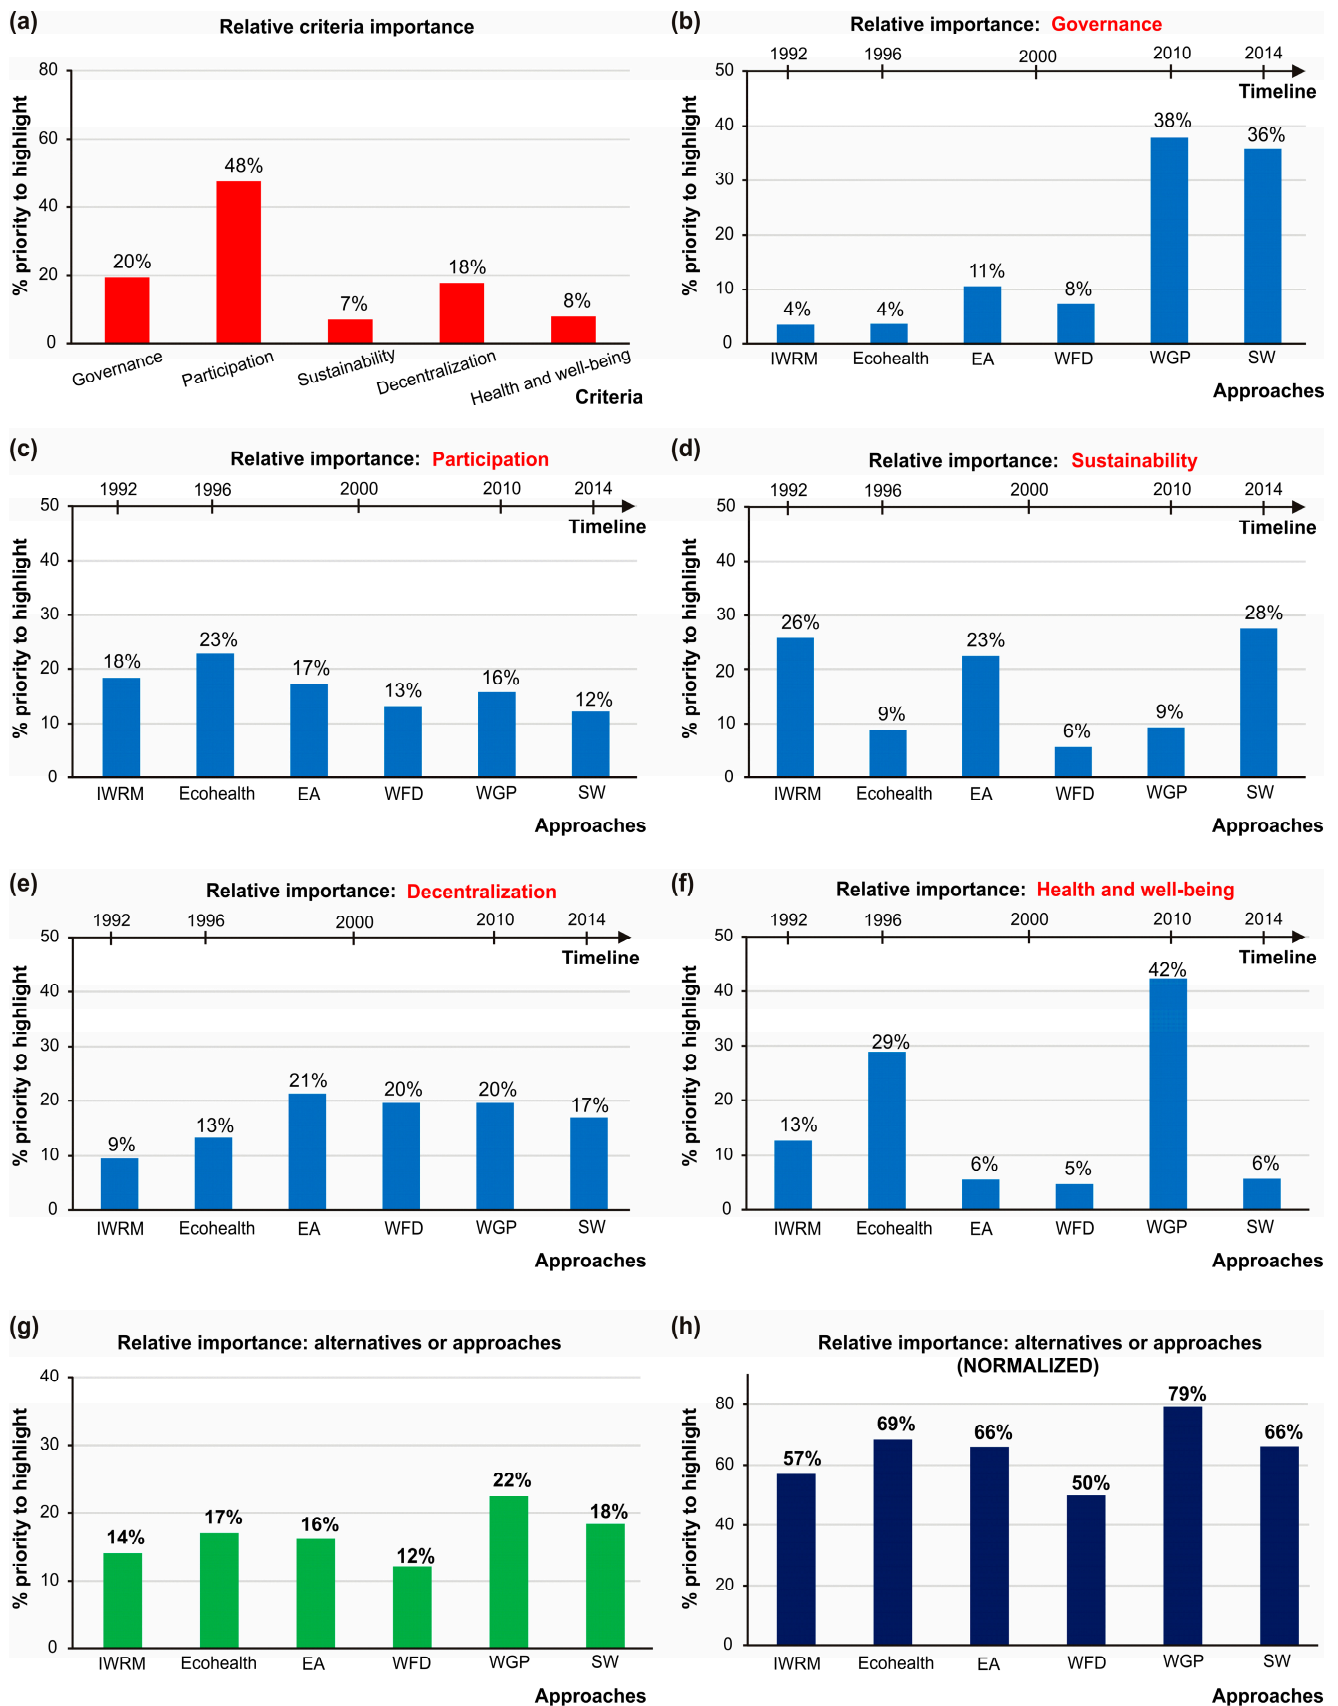 (a)
Relative criteria importance
% priority to highlight
80
60
40
20
0
20%
48%
7%
18%
8%
Governance
Participation
Sustainability
Decentralization
Health and well-being
Criteria
(b)
Relative importance: Governance
1992 1996 2000 2010 2014
Timeline
% priority to highlight
50
40
30
20
10
0
4%
4%
11%
8%
38%
36%
IWRM Ecohealth EA WFD WGP SW
Approaches
(c)
Relative importance: Participation
1992 1996 2000 2010 2014
Timeline
% priority to highlight
50
40
30
20
10
0
18%
23%
17%
13%
16%
12%
IWRM Ecohealth EA WFD WGP SW
Approaches
(d)
Relative importance: Sustainability
1992 1996 2000 2010 2014
Timeline
% priority to highlight
50
40
30
20
10
0
26%
9%
23%
6%
9%
28%
IWRM Ecohealth EA WFD WGP SW
Approaches
(e)
Relative importance: Decentralization
1992 1996 2000 2010 2014
Timeline
% priority to highlight
50
40
30
20
10
0
9%
13%
21%
20%
20%
17%
IWRM Ecohealth EA WFD WGP SW
Approaches
(f)
Relative importance: Health and well-being
1992 1996 2000 2010 2014
Timeline
% priority to highlight
50
40
30
20
10
0
13%
29%
6%
5%
42%
6%
IWRM Ecohealth EA WFD WGP SW
Approaches
(g)
Relative importance: alternatives or approaches
% priority to highlight
40
30
20
10
0
14%
17%
16%
12%
22%
18%
IWRM Ecohealth EA WFD WGP SW
Approaches
(h)
Relative importance: alternatives or approaches
(NORMALIZED)
% priority to highlight
80
60
40
20
0
57%
69%
66%
50%
79%
66%
IWRM Ecohealth EA WFD WGP SW
Approaches